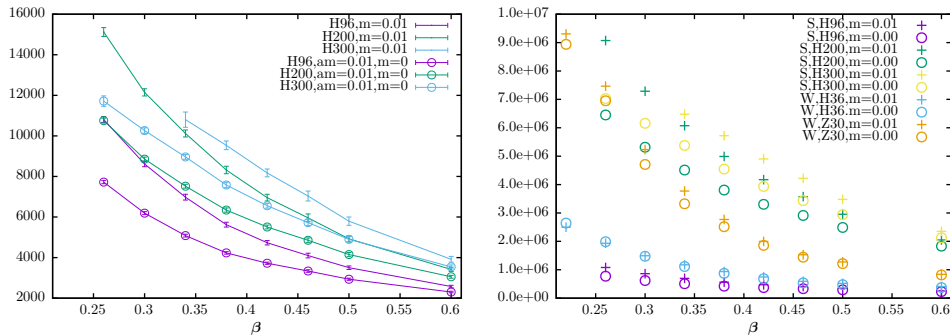 16000
14000
12000
10000
8000
6000
4000
2000
0.25
0.3
0.35
0.4
0.45
0.5
0.55
0.6
β
H96,m=0.01
H200,m=0.01
H300,m=0.01
H96,am=0.01,m=0
H200,am=0.01,m=0
H300,am=0.01,m=0
1.0e+07
9.0e+06
8.0e+06
7.0e+06
6.0e+06
5.0e+06
4.0e+06
3.0e+06
2.0e+06
1.0e+06
0.0e+00
0.25
0.3
0.35
0.4
0.45
0.5
0.55
0.6
β
S,H96,m=0.01
S,H96,m=0.00
S,H200,m=0.01
S,H200,m=0.00
S,H300,m=0.01
S,H300,m=0.00
W,H36,m=0.01
W,H36,m=0.00
W,Z30,m=0.01
W,Z30,m=0.00